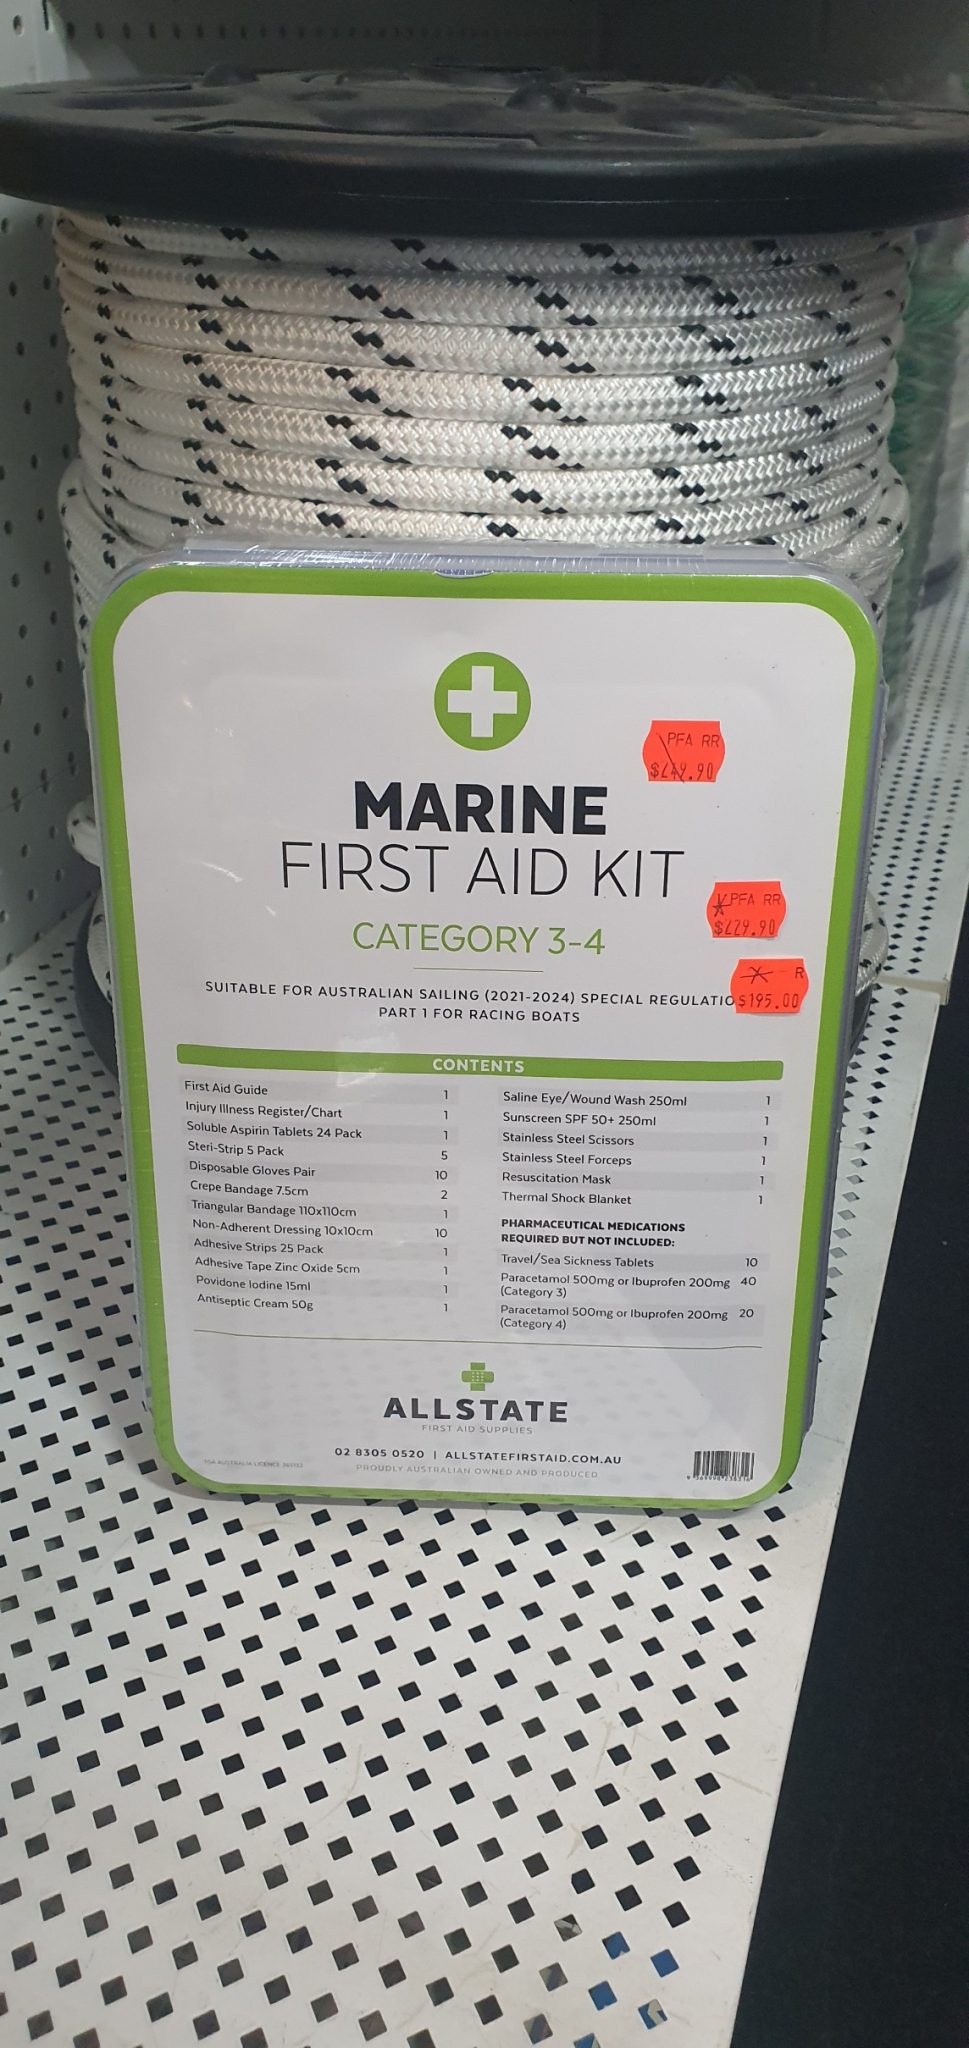 PFA RR
$249.90
MARINE
FIRST AID KIT
PFA RR
$229.90
CATEGORY 3-4
R
$195.00
SUITABLE FOR AUSTRALIAN SAILING (2021-2024) SPECIAL REGULATIO
PART 1 FOR RACING BOATS
CONTENTS
First Aid Guide 1
Injury Illness Register/Chart 1
Soluble Aspirin Tablets 24 Pack 1
Steri-Strip 5 Pack 5
Disposable Gloves Pair 10
Crepe Bandage 7.5cm 2
Triangular Bandage 110x110cm 1
Non-Adherent Dressing 10x10cm 10
Adhesive Strips 25 Pack 1
Adhesive Tape Zinc Oxide 5cm 1
Povidone Iodine 15ml 1
Antiseptic Cream 50g 1
Saline Eye/Wound Wash 250ml 1
Sunscreen SPF 50+ 250ml 1
Stainless Steel Scissors 1
Stainless Steel Forceps 1
Resuscitation Mask 1
Thermal Shock Blanket 1
PHARMACEUTICAL MEDICATIONS
REQUIRED BUT NOT INCLUDED:
Travel/Sea Sickness Tablets 10
Paracetamol 500mg or Ibuprofen 200mg 40
(Category 3)
Paracetamol 500mg or Ibuprofen 200mg 20
(Category 4)
ALLSTATE
FIRST AID SUPPLIES
02 8305 0520 | ALLSTATEFIRSTAID.COM.AU
PROUDLY AUSTRALIAN OWNED AND PRODUCED
AUSTRALIA LICENCE